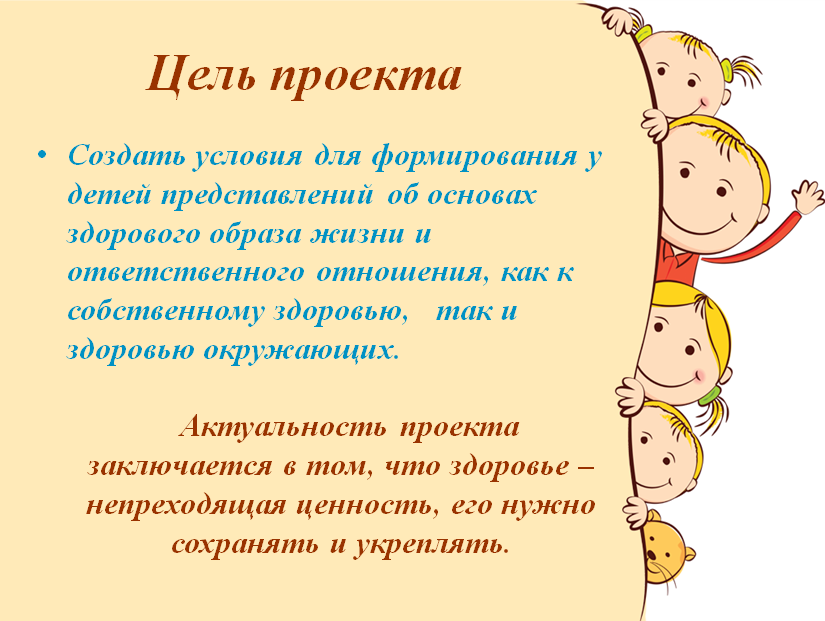 Цель проекта
• Создать условия для формирования у
детей представлений об основах
здорового образа жизни и
ответственного отношения, как к
собственному здоровью, так и
здоровью окружающих.
Актуальность проекта
заключается в том, что здоровье –
непреходящая ценность, его нужно
сохранять и укреплять.